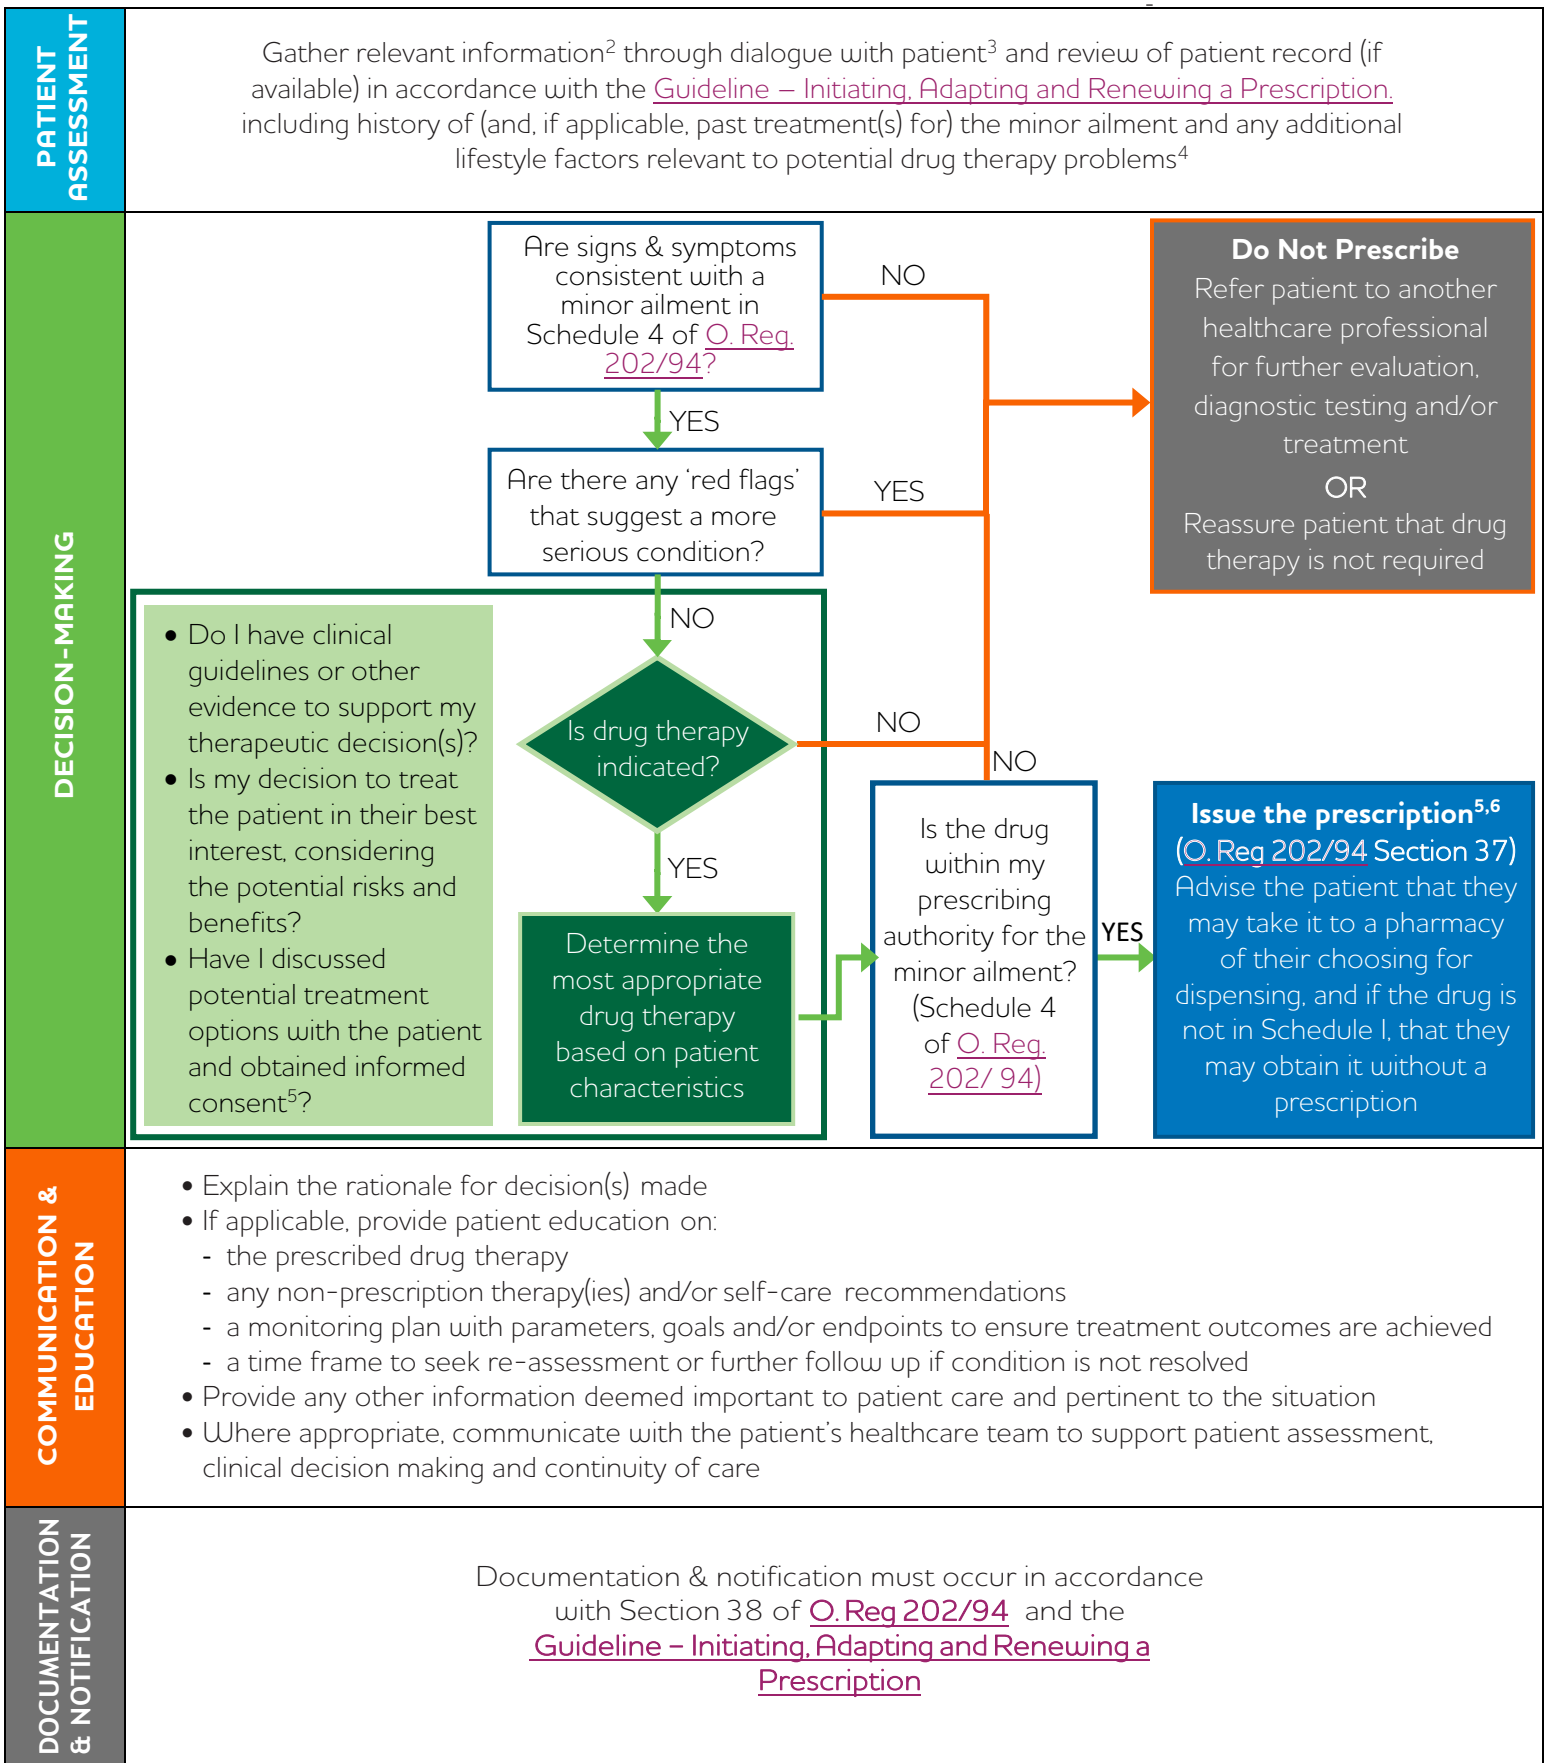 PATIENT
ASSESSMENT
Gather relevant information² through dialogue with patient³ and review of patient record (if
available) in accordance with the Guideline – Initiating, Adapting and Renewing a Prescription.
including history of (and, if applicable, past treatment(s) for) the minor ailment and any additional
lifestyle factors relevant to potential drug therapy problems⁴
DECISION-MAKING
Are signs & symptoms
consistent with a
minor ailment in
Schedule 4 of O. Reg.
202/94?
NO
YES
Do Not Prescribe
Refer patient to another
healthcare professional
for further evaluation,
diagnostic testing and/or
treatment
OR
Reassure patient that drug
therapy is not required
Are there any ‘red flags’
that suggest a more
serious condition?
YES
NO
• Do I have clinical
guidelines or other
evidence to support my
therapeutic decision(s)?
• Is my decision to treat
the patient in their best
interest, considering
the potential risks and
benefits?
• Have I discussed
potential treatment
options with the patient
and obtained informed
consent⁵?
Is drug therapy
indicated?
NO
YES
Determine the
most appropriate
drug therapy
based on patient
characteristics
NO
Is the drug
within my
prescribing
authority for the
minor ailment?
(Schedule 4
of O. Reg.
202/ 94)
YES
Issue the prescription⁵,⁶
(O. Reg 202/94 Section 37)
Advise the patient that they
may take it to a pharmacy
of their choosing for
dispensing, and if the drug is
not in Schedule I, that they
may obtain it without a
prescription
COMMUNICATION &
EDUCATION
• Explain the rationale for decision(s) made
• If applicable, provide patient education on:
- the prescribed drug therapy
- any non-prescription therapy(ies) and/or self-care recommendations
- a monitoring plan with parameters, goals and/or endpoints to ensure treatment outcomes are achieved
- a time frame to seek re-assessment or further follow up if condition is not resolved
• Provide any other information deemed important to patient care and pertinent to the situation
• Where appropriate, communicate with the patient’s healthcare team to support patient assessment,
clinical decision making and continuity of care
DOCUMENTATION
& NOTIFICATION
Documentation & notification must occur in accordance
with Section 38 of O. Reg 202/94 and the
Guideline – Initiating, Adapting and Renewing a
Prescription